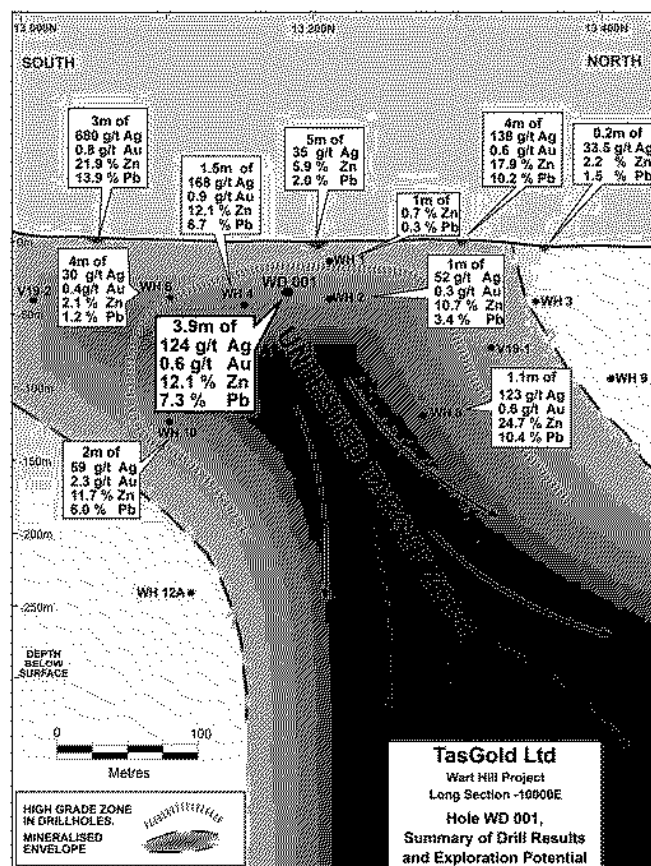 13 000N
13 200N
13 400N
SOUTH
NORTH
3m of
680 g/t Ag
0.8 g/t Au
21.9 % Zn
13.9 % Pb
1.5m of
168 g/t Ag
0.9 g/t Au
12.1 % Zn
6.7 % Pb
5m of
35 g/t Ag
5.9 % Zn
2.0 % Pb
1m of
0.7 % Zn
0.3 % Pb
4m of
138 g/t Ag
0.6 g/t Au
17.9 % Zn
10.2 % Pb
0.2m of
33.5 g/t Ag
2.2 % Zn
1.5 % Pb
0m
4m of
30 g/t Ag
0.4g/t Au
2.1 % Zn
1.2 % Pb
V19-2
WH 4
WD 001
WH 2
1m of
52 g/t Ag
0.3 g/t Au
10.7 % Zn
3.4 % Pb
WH 3
-50m
3.9m of
124 g/t Ag
0.6 g/t Au
12.1 % Zn
7.3 % Pb
V19-1
WH 9
-100m
1.1m of
123 g/t Ag
0.6 g/t Au
24.7 % Zn
10.4 % Pb
WH 10
2m of
59 g/t Ag
2.3 g/t Au
11.7 % Zn
6.0 % Pb
-150m
-200m
WH 12A
-250m
DEPTH
BELOW
SURFACE
0
100
Metres
TasGold Ltd
Wart Hill Project
Long Section -10000E
Hole WD 001,
Summary of Drill Results
and Exploration Potential
HIGH GRADE ZONE
IN DRILLHOLES.
MINERALISED
ENVELOPE